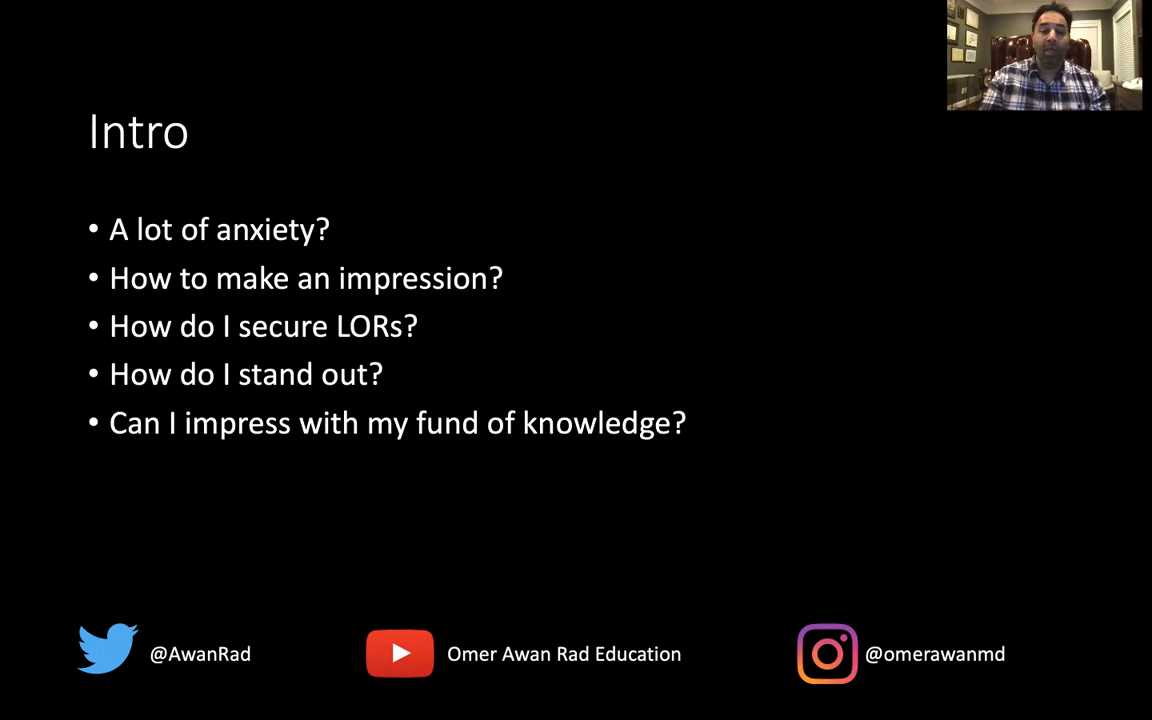 Intro
• A lot of anxiety?
• How to make an impression?
• How do I secure LORs?
• How do I stand out?
• Can I impress with my fund of knowledge?
@AwanRad
Omer Awan Rad Education
@omerawanmd